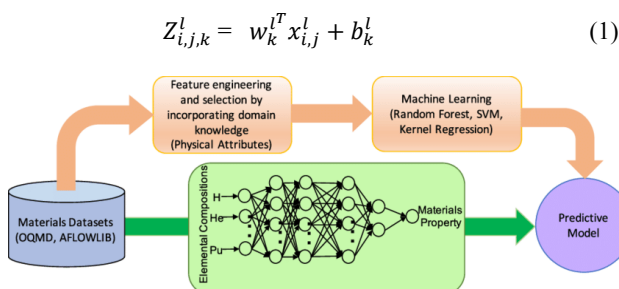 Z^l_{i,j,k} = w_k^{l^T} x^l_{i,j} + b^l_k (1)
Feature engineering
and selection by
incorporating domain
knowledge
(Physical Attributes)
Machine Learning
(Random Forest, SVM,
Kernel Regression)
Materials Datasets
(OQMD, AFLOWLIB)
Elemental Compositions
H
He
Pu
Materials
Property
Predictive
Model